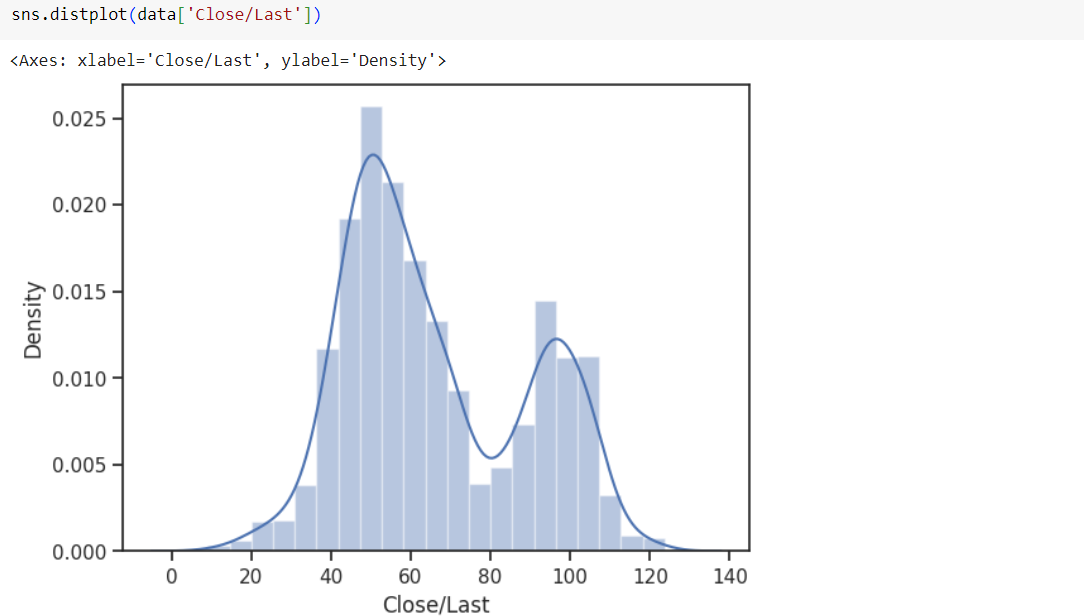 sns.distplot(data['Close/Last'])
<Axes: xlabel='Close/Last', ylabel='Density'>
0.025
0.020
0.015
0.010
0.005
0.000
Density
0 20 40 60 80 100 120 140
Close/Last